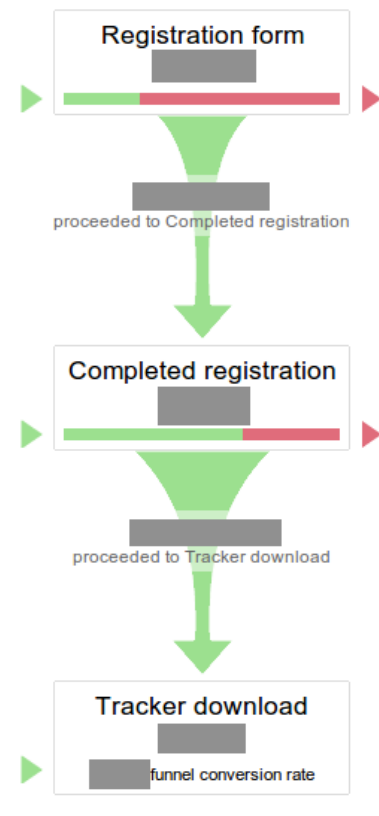 Registration form
proceeded to Completed registration
Completed registration
proceeded to Tracker download
Tracker download
funnel conversion rate